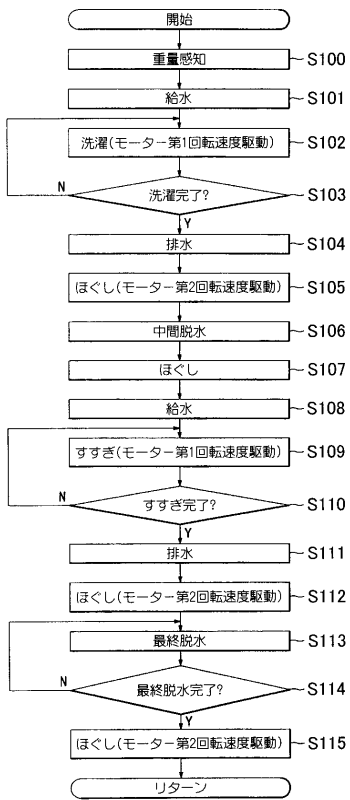 開始
重量感知 S100
給水 S101
洗濯(モーター第1回転速度駆動) S102
洗濯完了? S103
N
Y
排水 S104
ほぐし(モーター第2回転速度駆動) S105
中間脱水 S106
ほぐし S107
給水 S108
すすぎ(モーター第1回転速度駆動) S109
すすぎ完了? S110
N
Y
排水 S111
ほぐし(モーター第2回転速度駆動) S112
最終脱水 S113
最終脱水完了? S114
N
Y
ほぐし(モーター第2回転速度駆動) S115
リターン